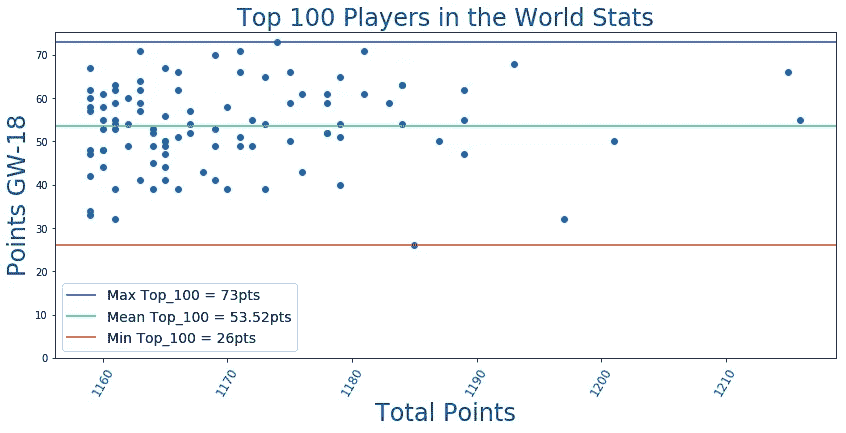 Top 100 Players in the World Stats
Points GW-18
70
60
50
40
30
20
10
0
Max Top_100 = 73pts
Mean Top_100 = 53.52pts
Min Top_100 = 26pts
1160
1170
1180
1190
1200
1210
Total Points